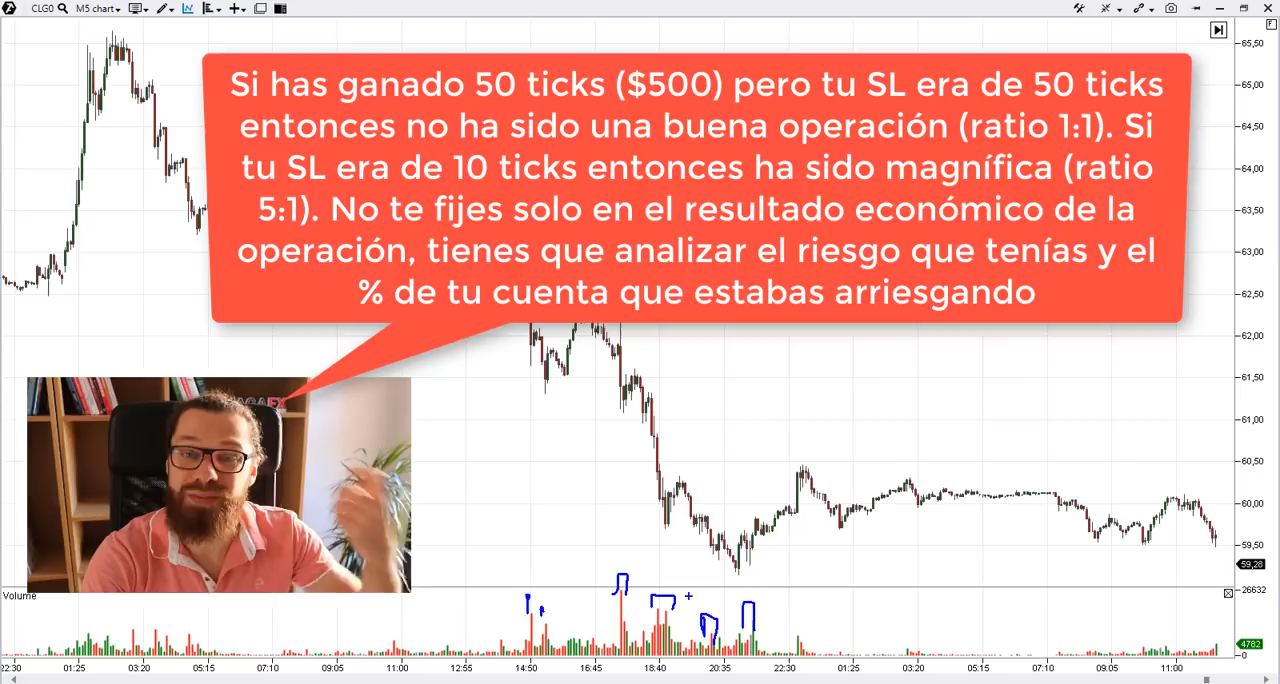 CLG0 M5 chart
F
Si has ganado 50 ticks ($500) pero tu SL era de 50 ticks
entonces no ha sido una buena operación (ratio 1:1). Si
tu SL era de 10 ticks entonces ha sido magnífica (ratio
5:1). No te fijes solo en el resultado económico de la
operación, tienes que analizar el riesgo que tenías y el
% de tu cuenta que estabas arriesgando
65,50
65,00
64,50
64,00
63,50
63,00
62,50
62,00
61,50
61,00
60,50
60,00
59,50
59,28
Volume
26632
4782
0
22:30 01:25 03:20 05:15 07:10 09:05 11:00 12:55 14:50 16:45 18:40 20:35 22:30 01:25 03:20 05:15 07:10 09:05 11:00